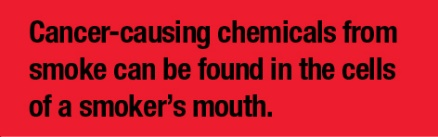 Cancer-causing chemicals from
smoke can be found in the cells
of a smoker's mouth.